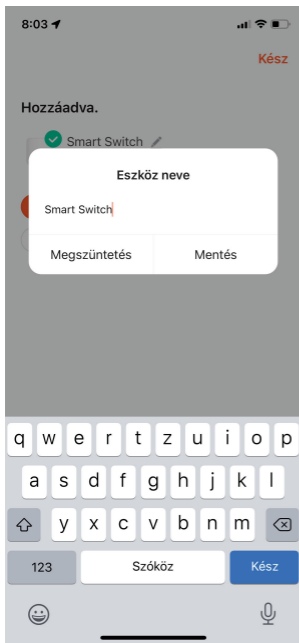 8:03
Kész
Hozzáadva.
Smart Switch
Eszköz neve
Smart Switch
Megszüntetés Mentés
q w e r t z u i o p
a s d f g h j k l
y x c v b n m
123 Szóköz Kész